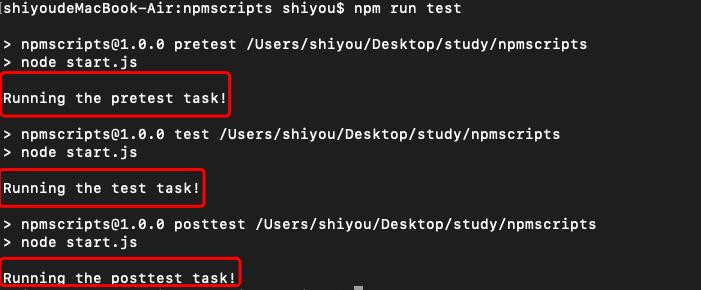 shiyoudeMacBook-Air:npmscripts shiyou$ npm run test
> npmscripts@1.0.0 pretest /Users/shiyou/Desktop/study/npmscripts
> node start.js
Running the pretest task!
> npmscripts@1.0.0 test /Users/shiyou/Desktop/study/npmscripts
> node start.js
Running the test task!
> npmscripts@1.0.0 posttest /Users/shiyou/Desktop/study/npmscripts
> node start.js
Running the posttest task!